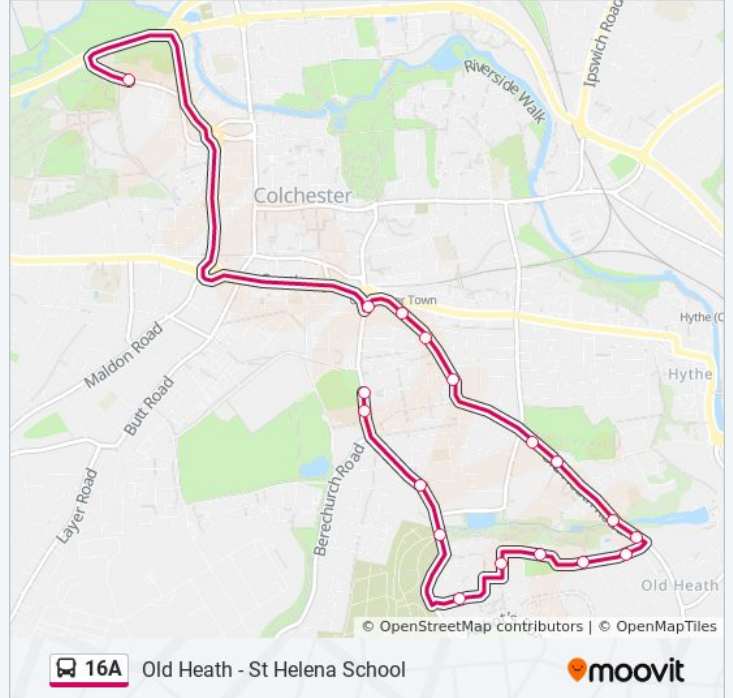 Ipswich Road
Riverside Walk
Colchester
Town
Hythe (C
Maldon Road
Hythe
Butt Road
Berechurch Road
Layer Road
Old Heath
© OpenStreetMap contributors | © OpenMapTiles
16A Old Heath - St Helena School
moovit